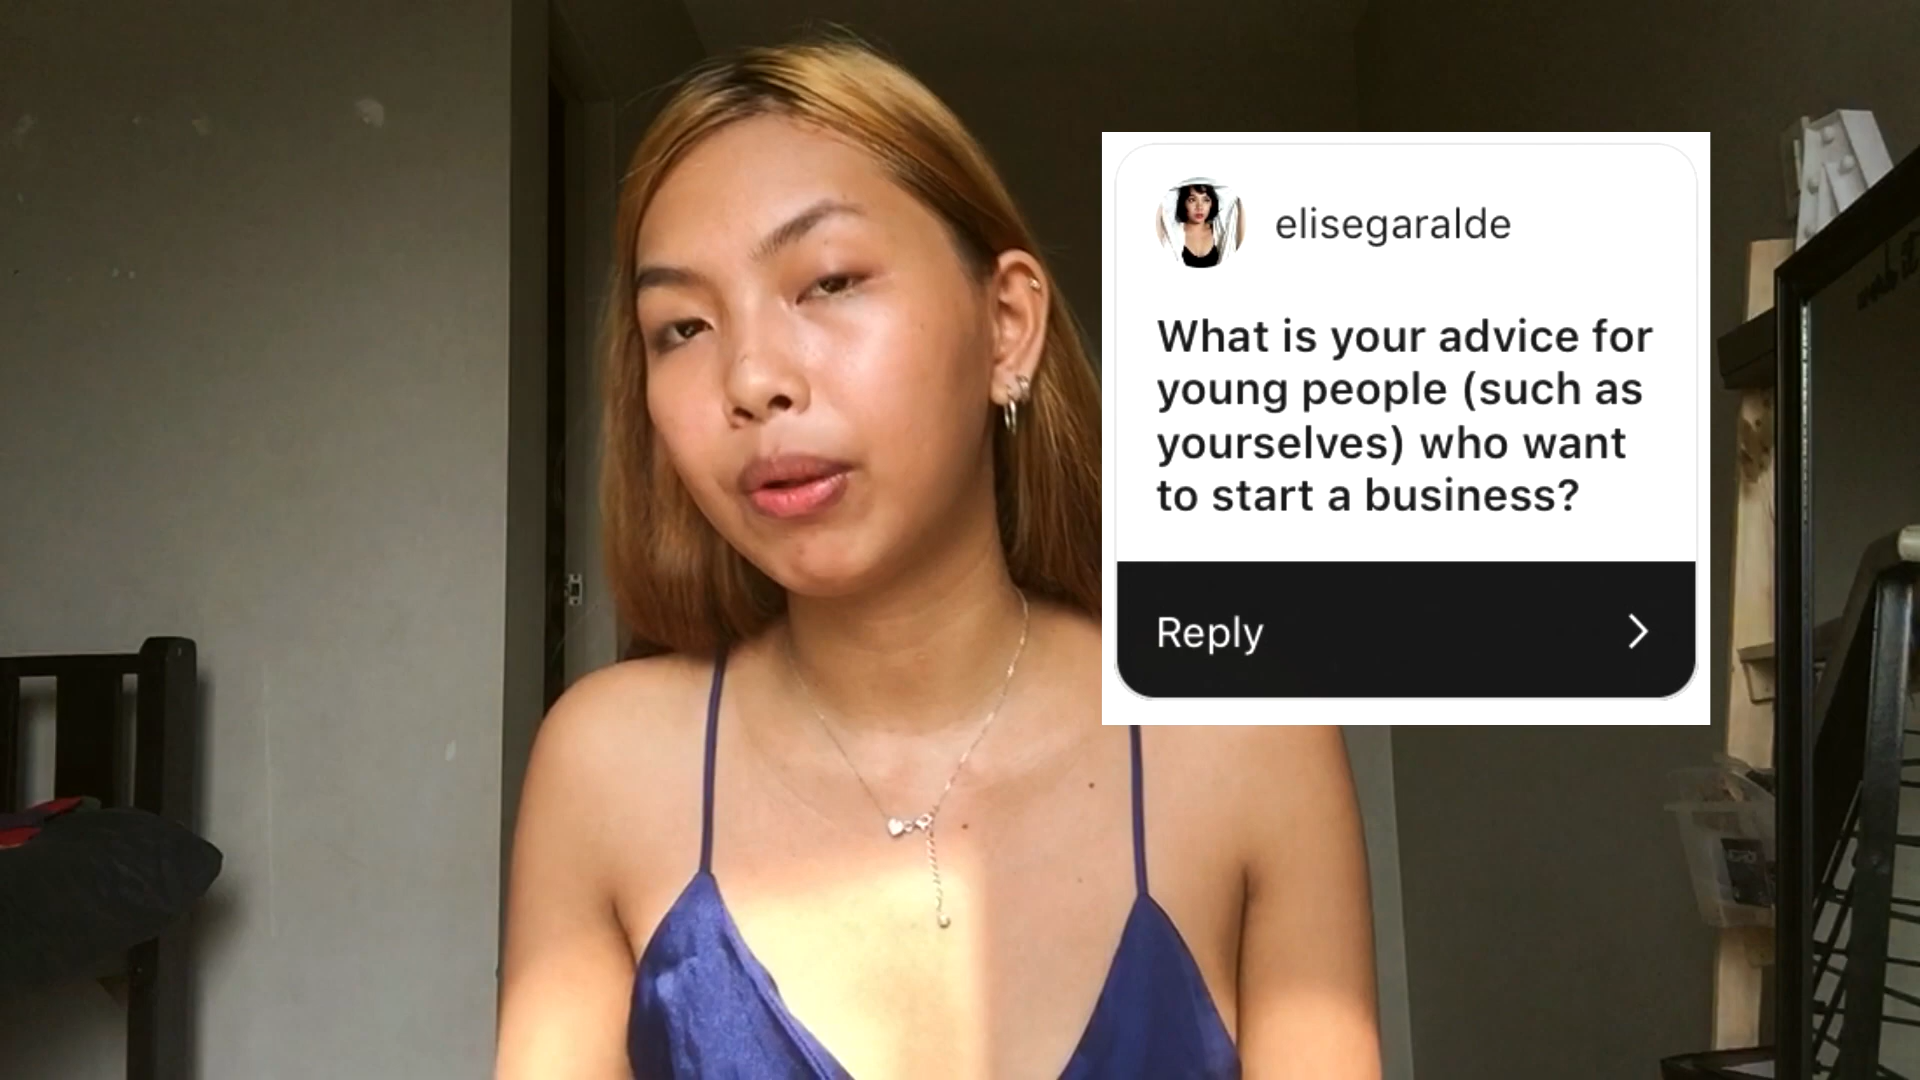 elisegaralde
What is your advice for
young people (such as
yourselves) who want
to start a business?
Reply